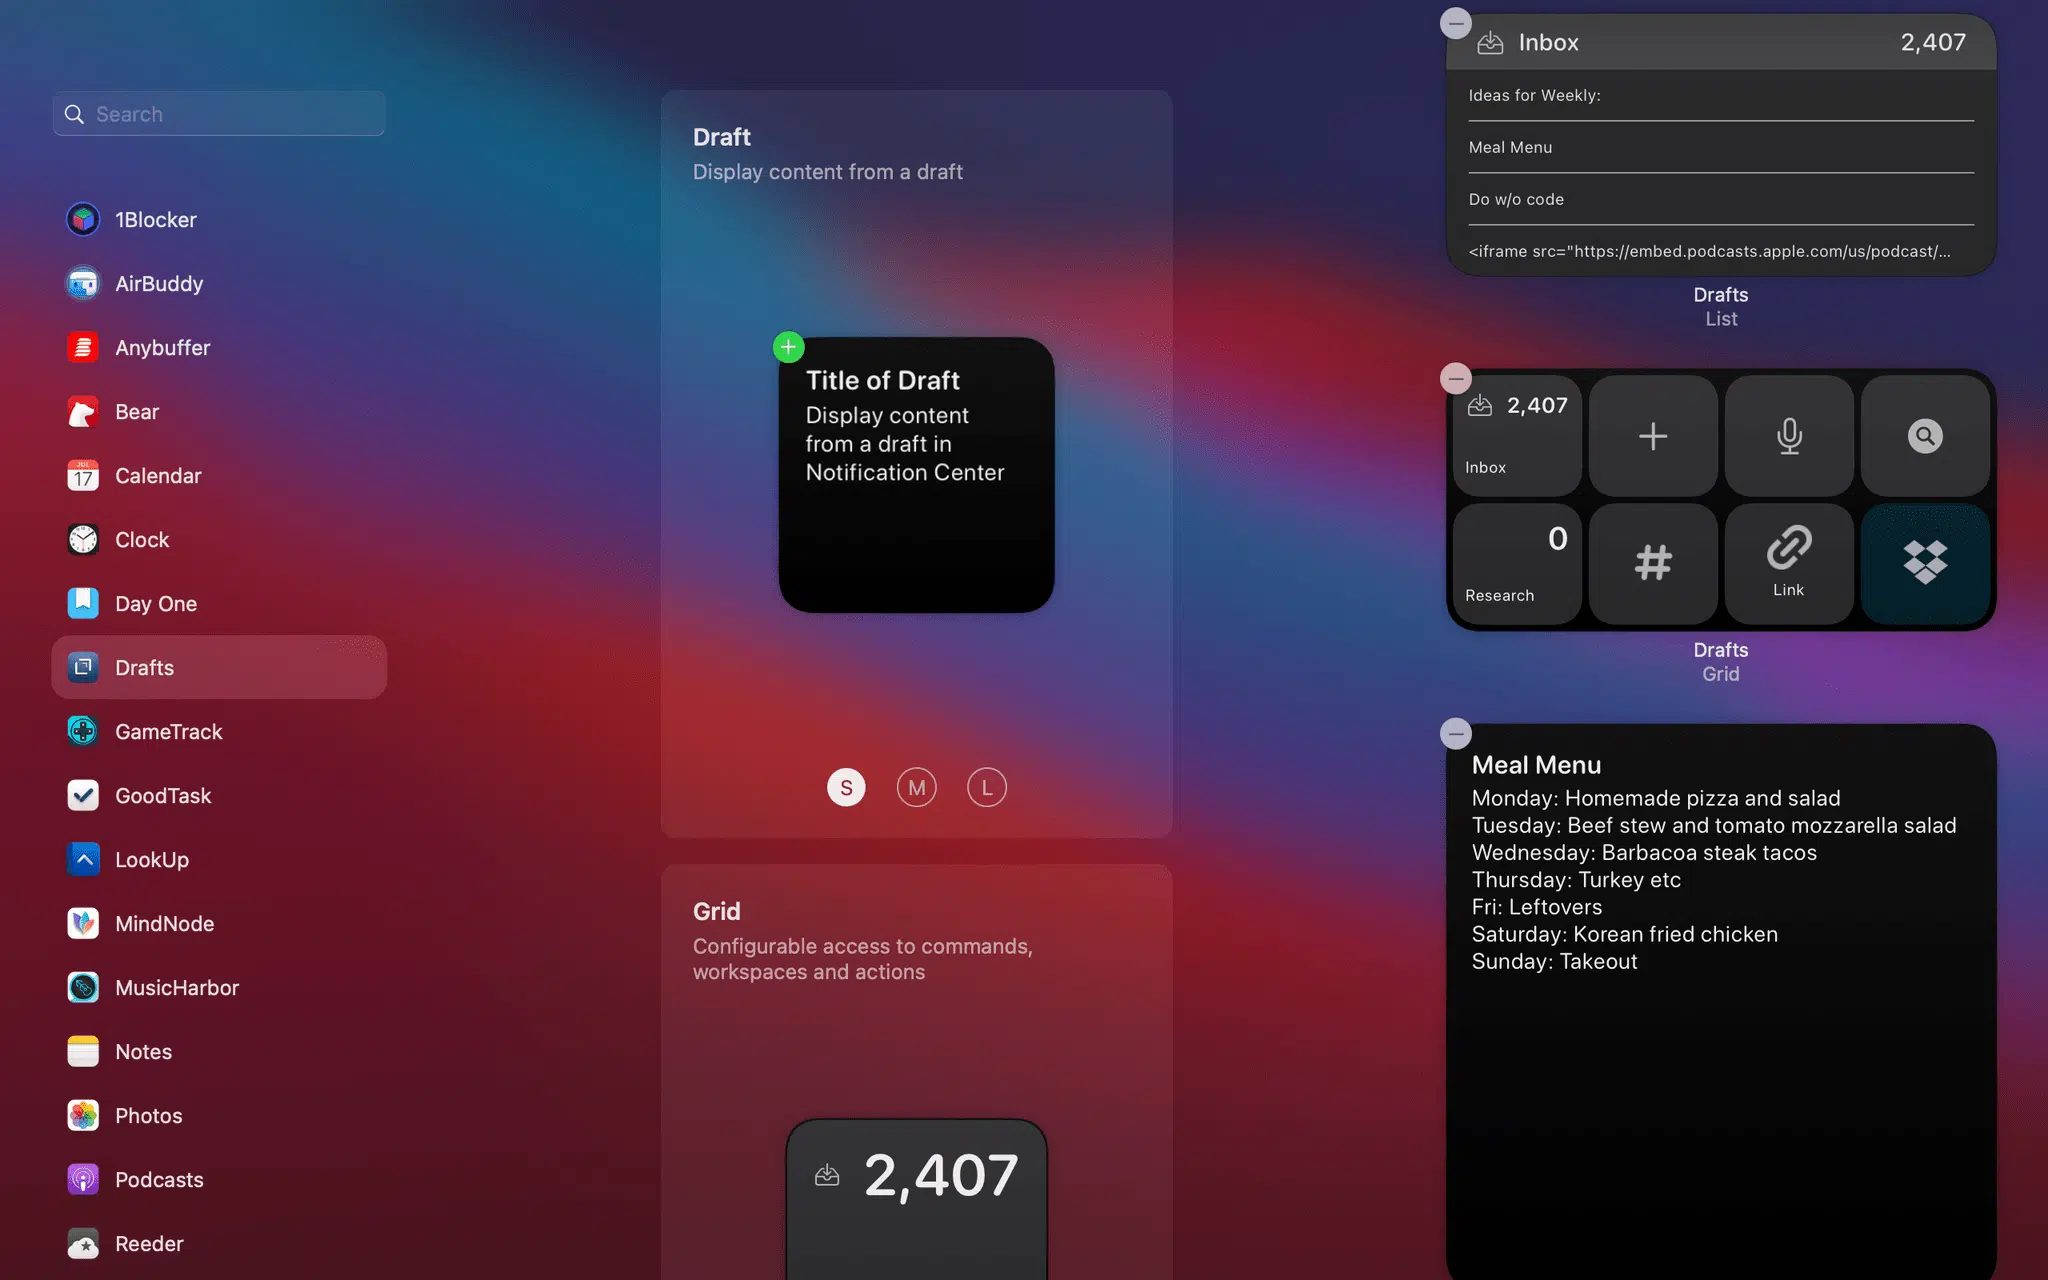 Search
1Blocker
AirBuddy
Anybuffer
Bear
JUL
17
Calendar
Clock
Day One
Drafts
GameTrack
GoodTask
LookUp
MindNode
MusicHarbor
Notes
Photos
Podcasts
Reeder
Draft
Display content from a draft
Title of Draft
Display content
from a draft in
Notification Center
S M L
Grid
Configurable access to commands,
workspaces and actions
2,407
Inbox 2,407
Ideas for Weekly:
Meal Menu
Do w/o code
<iframe src="https://embed.podcasts.apple.com/us/podcast/...
Drafts
List
2,407
Inbox
0
Research
#
Link
Drafts
Grid
Meal Menu
Monday: Homemade pizza and salad
Tuesday: Beef stew and tomato mozzarella salad
Wednesday: Barbacoa steak tacos
Thursday: Turkey etc
Fri: Leftovers
Saturday: Korean fried chicken
Sunday: Takeout